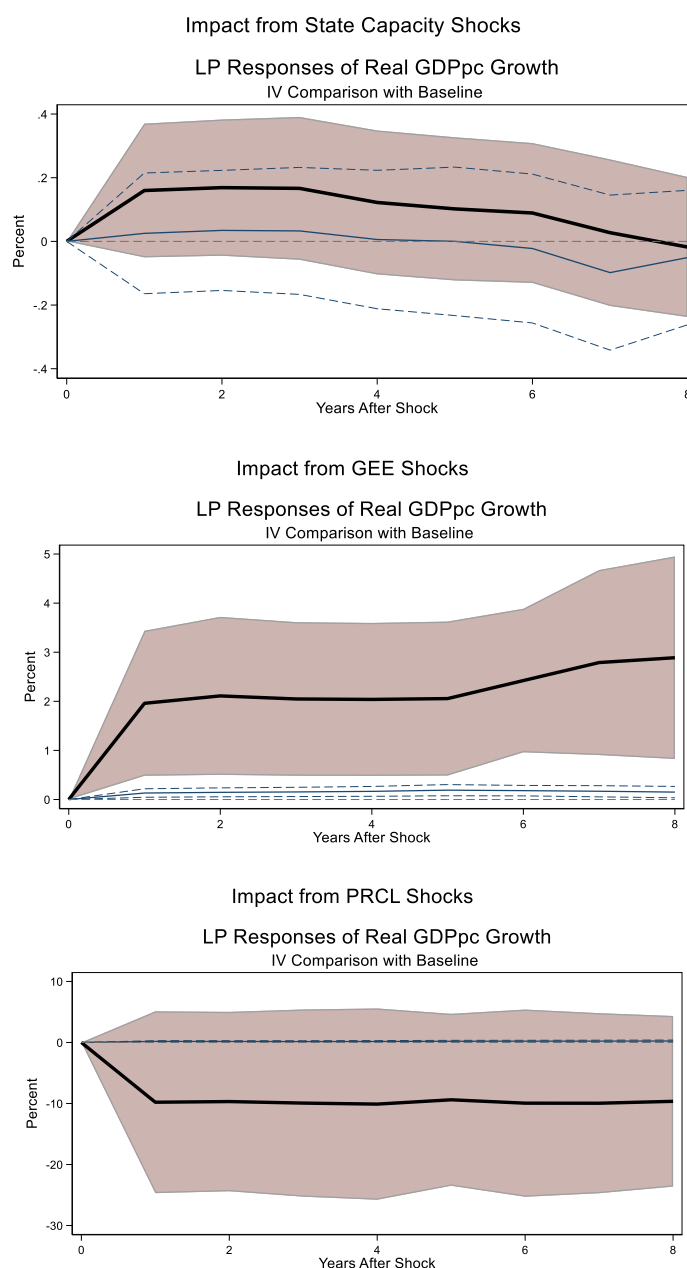 Impact from State Capacity Shocks
LP Responses of Real GDPpc Growth
IV Comparison with Baseline
.4
.2
0
-.2
-.4
Percent
0 2 4 6 8
Years After Shock
Impact from GEE Shocks
LP Responses of Real GDPpc Growth
IV Comparison with Baseline
5
4
3
2
1
0
Percent
0 2 4 6 8
Years After Shock
Impact from PRCL Shocks
LP Responses of Real GDPpc Growth
IV Comparison with Baseline
10
0
-10
-20
-30
Percent
0 2 4 6 8
Years After Shock